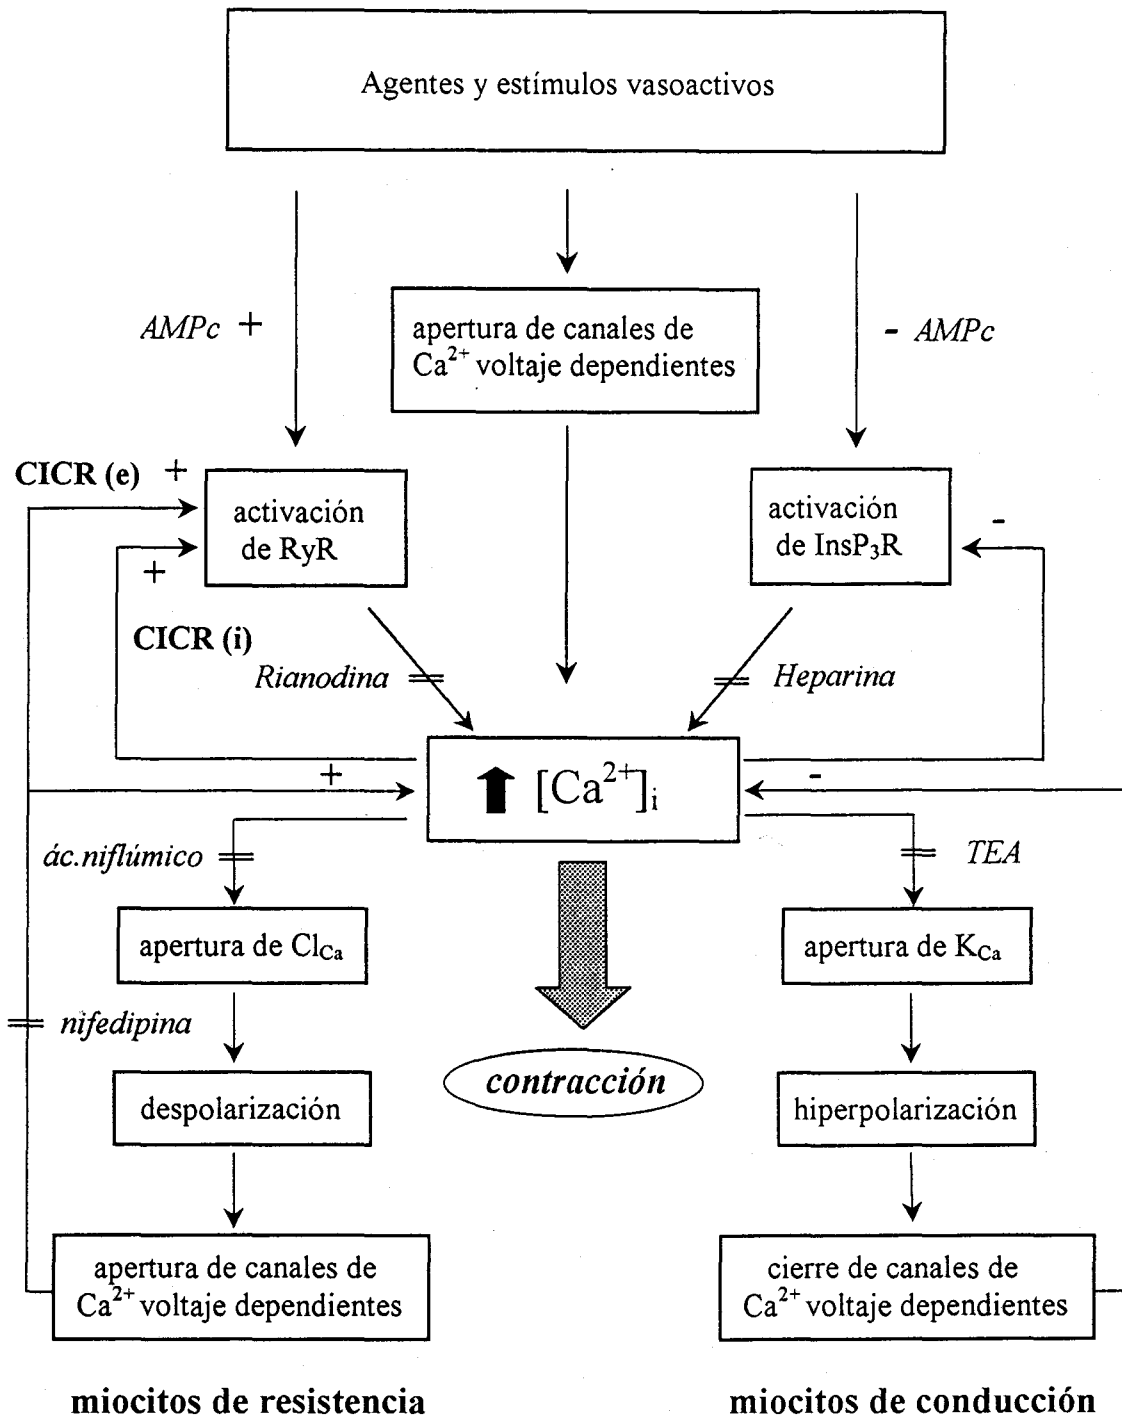 Agentes y estímulos vasoactivos
AMPc +
apertura de canales de
Ca²⁺ voltaje dependientes
- AMPc
CICR (e) +
activación
de RyR
+
CICR (i)
activación
de InsP₃R
-
Rianodina
Heparina
+
[Ca²⁺]ᵢ
-
ác.niflúmico
TEA
apertura de Cl_Ca
apertura de K_Ca
nifedipina
contracción
despolarización
hiperpolarización
apertura de canales de
Ca²⁺ voltaje dependientes
cierre de canales de
Ca²⁺ voltaje dependientes
miocitos de resistencia
miocitos de conducción